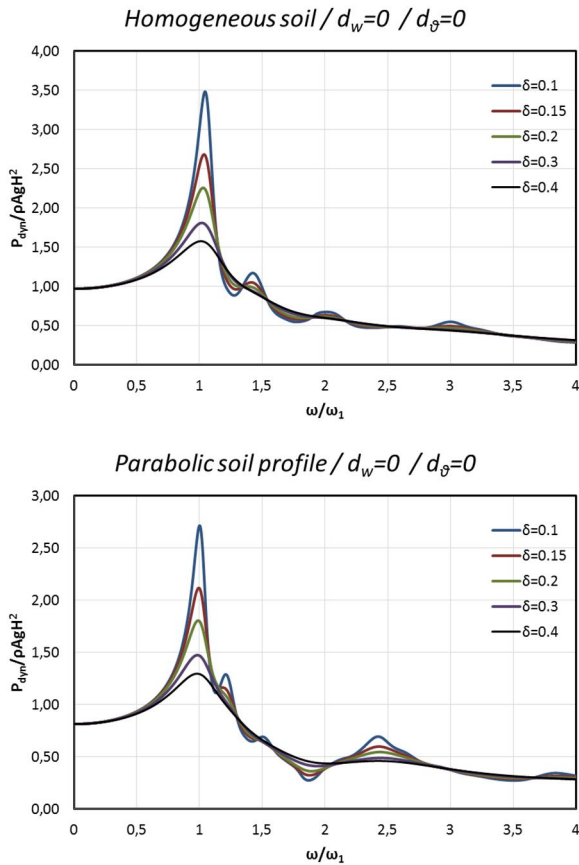 Homogeneous soil / d_w=0 / d_ϑ=0
4,00
3,50
3,00
2,50
2,00
1,50
1,00
0,50
0,00
P_dyn/ρAgH²
δ=0.1
δ=0.15
δ=0.2
δ=0.3
δ=0.4
0 0,5 1 1,5 2 2,5 3 3,5 4
ω/ω₁
Parabolic soil profile / d_w=0 / d_ϑ=0
3,00
2,50
2,00
1,50
1,00
0,50
0,00
P_dyn/ρAgH²
δ=0.1
δ=0.15
δ=0.2
δ=0.3
δ=0.4
0 0,5 1 1,5 2 2,5 3 3,5 4
ω/ω₁